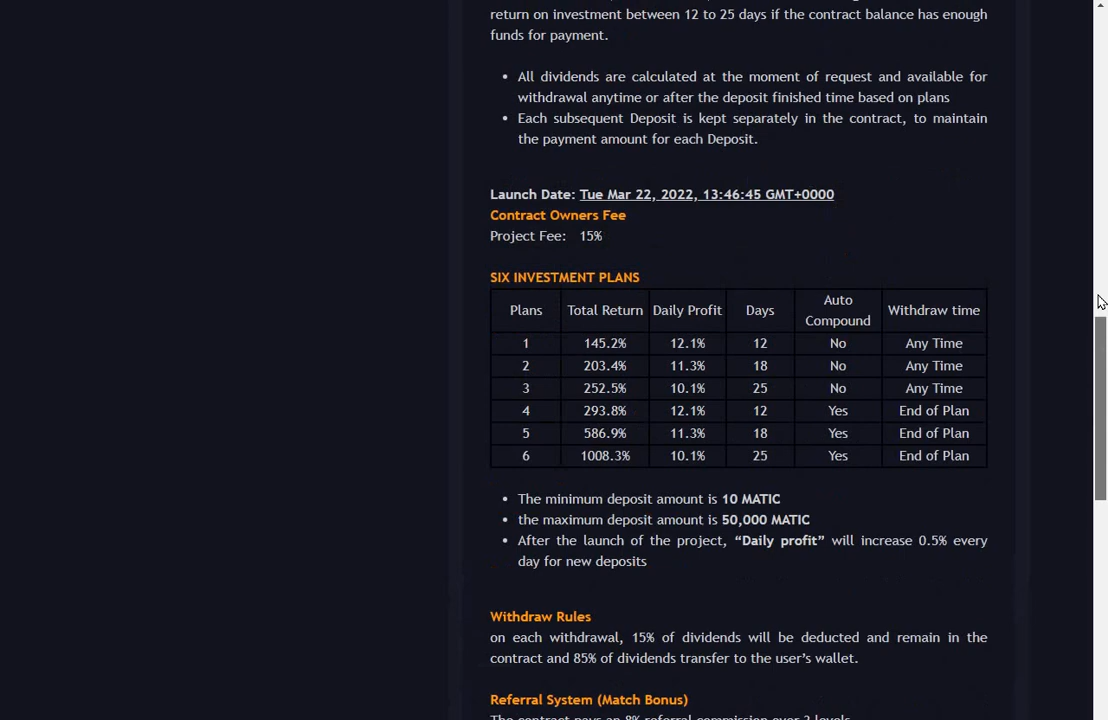 return on investment between 12 to 25 days if the contract balance has enough
funds for payment.
All dividends are calculated at the moment of request and available for
withdrawal anytime or after the deposit finished time based on plans
Each subsequent Deposit is kept separately in the contract, to maintain
the payment amount for each Deposit.
Launch Date: Tue Mar 22, 2022, 13:46:45 GMT+0000
Contract Owners Fee
Project Fee: 15%
SIX INVESTMENT PLANS
Plans Total Return Daily Profit Days Auto Compound Withdraw time
1 145.2% 12.1% 12 No Any Time
2 203.4% 11.3% 18 No Any Time
3 252.5% 10.1% 25 No Any Time
4 293.8% 12.1% 12 Yes End of Plan
5 586.9% 11.3% 18 Yes End of Plan
6 1008.3% 10.1% 25 Yes End of Plan
The minimum deposit amount is 10 MATIC
the maximum deposit amount is 50,000 MATIC
After the launch of the project, “Daily profit” will increase 0.5% every
day for new deposits
Withdraw Rules
on each withdrawal, 15% of dividends will be deducted and remain in the
contract and 85% of dividends transfer to the user’s wallet.
Referral System (Match Bonus)
The contract pays an 8% referral commission over 3 levels